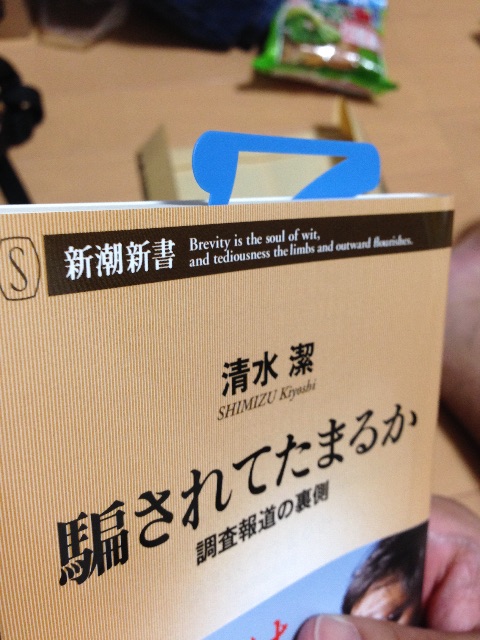 S
新潮新書
Brevity is the soul of wit,
and tediousness the limbs and outward flourishes.
清水 潔
SHIMIZU Kiyoshi
騙されてたまるか
調査報道の裏側